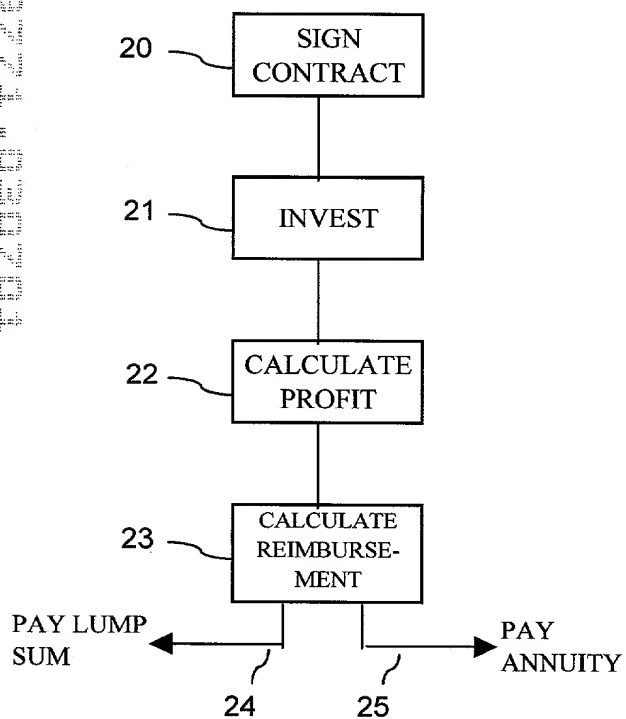 20
SIGN
CONTRACT
21
INVEST
22
CALCULATE
PROFIT
23
CALCULATE
REIMBURSE-
MENT
PAY LUMP
SUM
24
25
PAY
ANNUITY